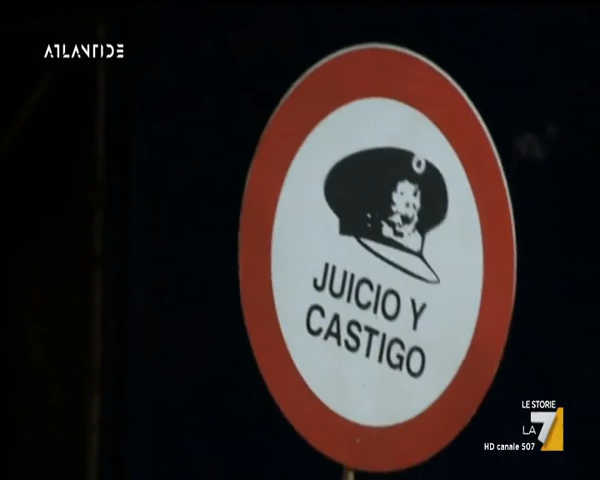 ATLANTIDE
JUICIO Y
CASTIGO
LE STORIE
LA 7
HD canale 507